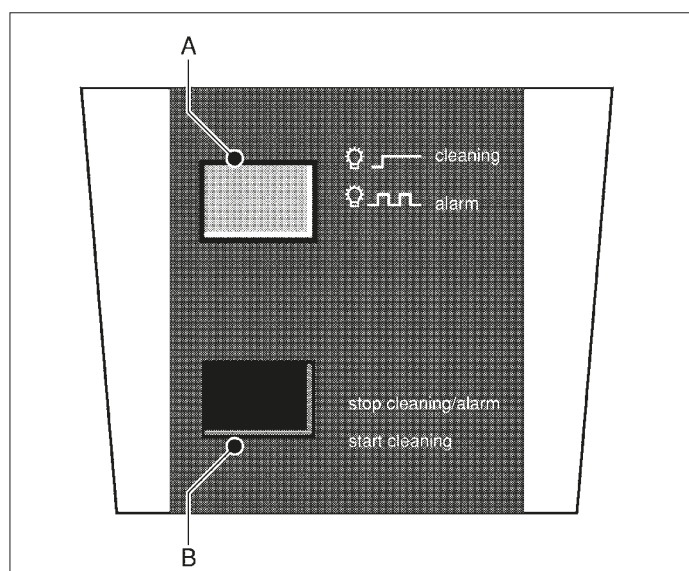 A
cleaning
alarm
stop cleaning/alarm
start cleaning
B